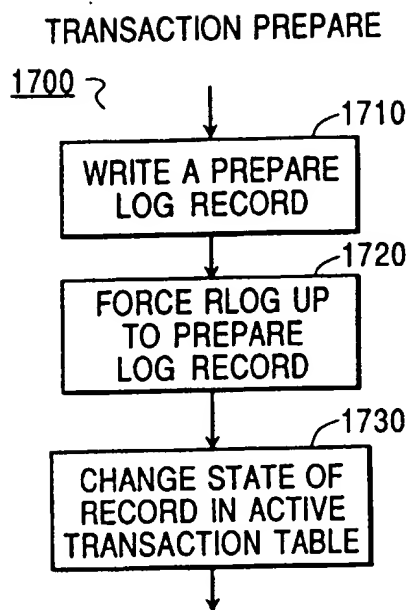 TRANSACTION PREPARE
1700
1710
WRITE A PREPARE
LOG RECORD
1720
FORCE RLOG UP
TO PREPARE
LOG RECORD
1730
CHANGE STATE OF
RECORD IN ACTIVE
TRANSACTION TABLE